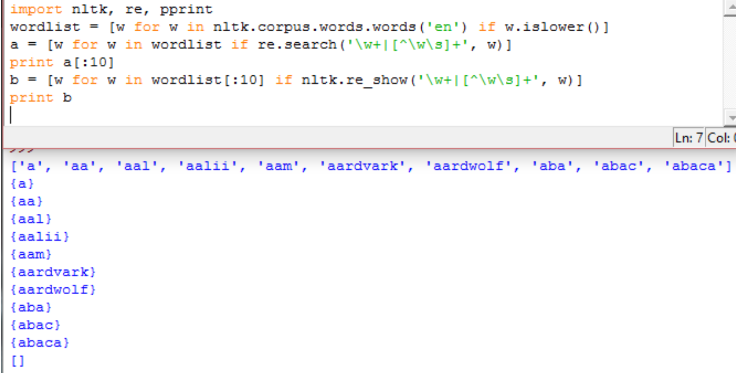 import nltk, re, pprint
wordlist = [w for w in nltk.corpus.words.words('en') if w.islower()]
a = [w for w in wordlist if re.search('\w+|[^\w\s]+', w)]
print a[:10]
b = [w for w in wordlist[:10] if nltk.re_show('\w+|[^\w\s]+', w)]
print b
Ln: 7 Col:
['a', 'aa', 'aal', 'aalii', 'aam', 'aardvark', 'aardwolf', 'aba', 'abac', 'abaca']
{a}
{aa}
{aal}
{aalii}
{aam}
{aardvark}
{aardwolf}
{aba}
{abac}
{abaca}
[]